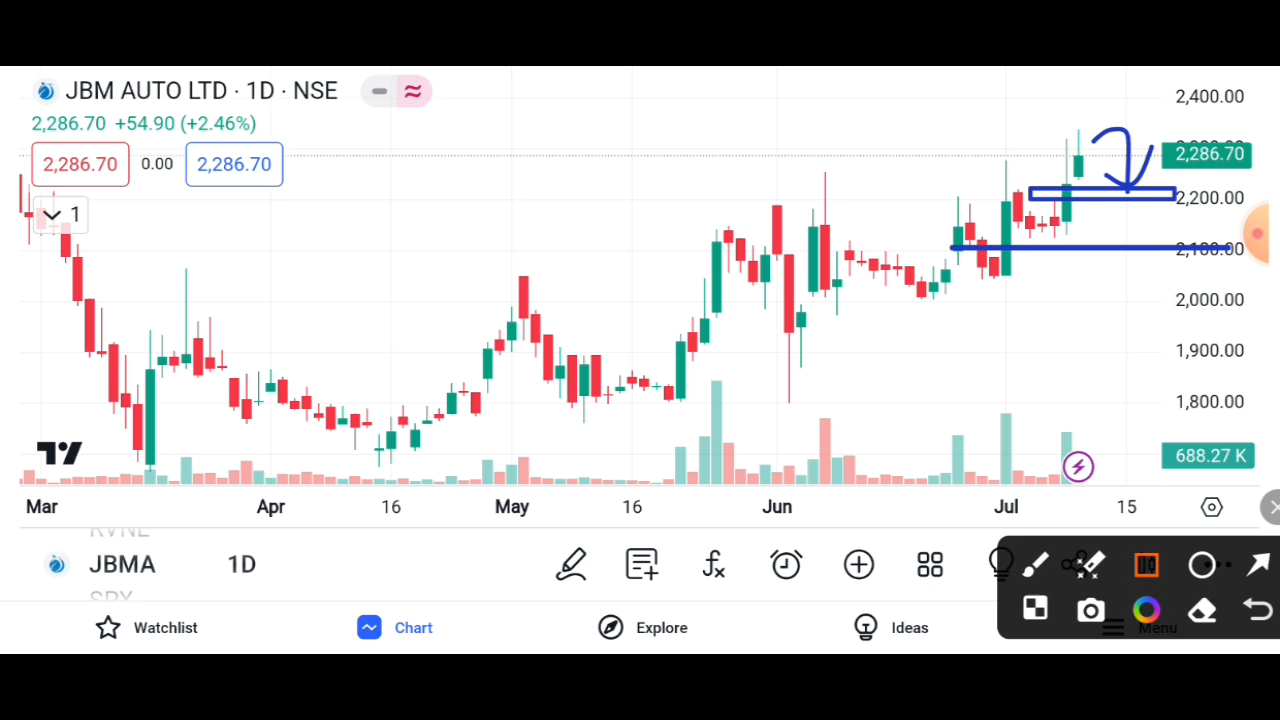 JBM AUTO LTD · 1D · NSE
2,286.70 +54.90 (+2.46%)
2,286.70 0.00 2,286.70
1
2,400.00
2,286.70
2,200.00
2,100.00
2,000.00
1,900.00
1,800.00
688.27 K
Mar Apr 16 May 16 Jun Jul 15
RVNL
JBMA 1D
SPY
Watchlist Chart Explore Ideas Menu